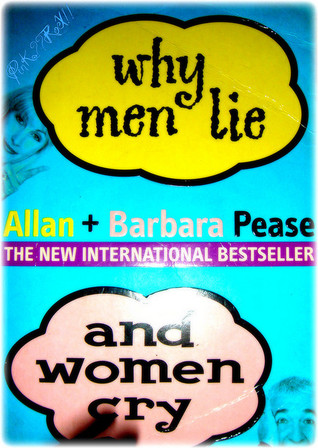 why
men lie
Allan + Barbara Pease
THE NEW INTERNATIONAL BESTSELLER
and
women
cry